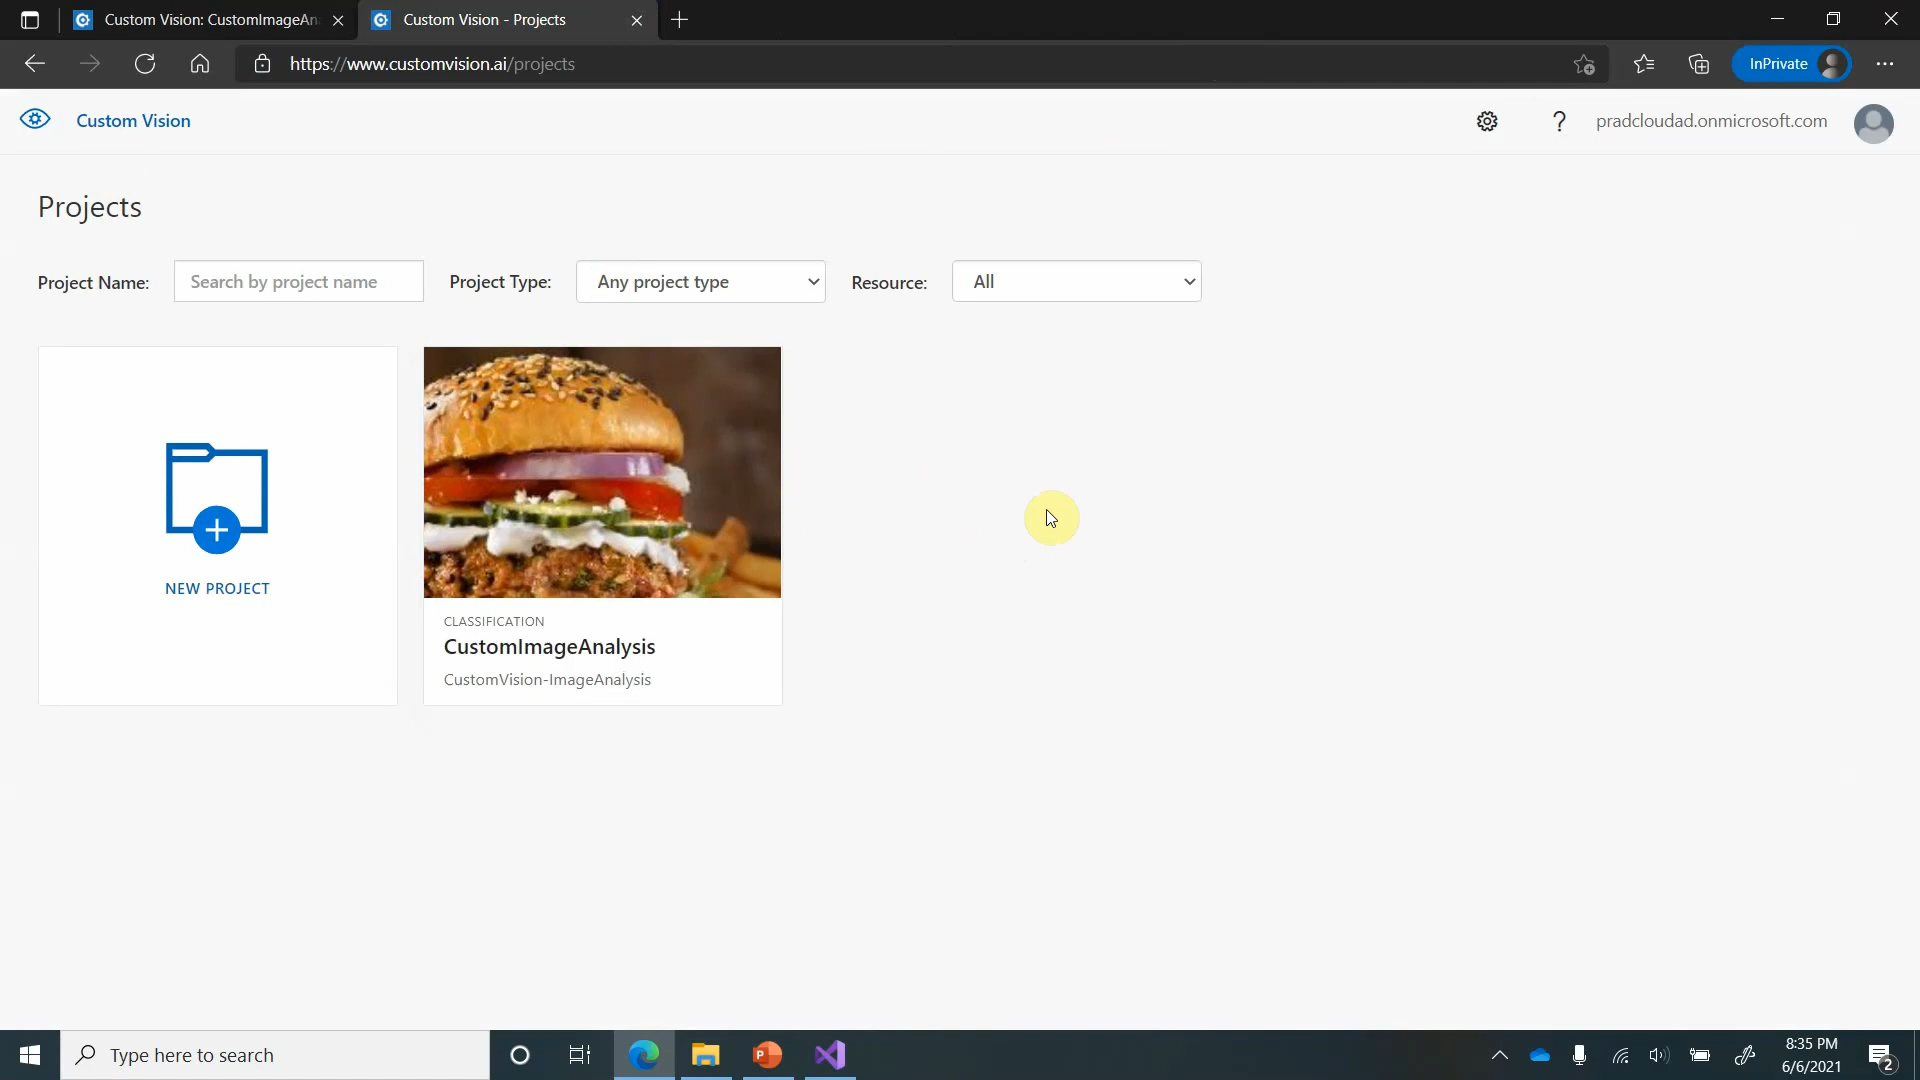 Custom Vision: CustomImageAn
Custom Vision - Projects
https://www.customvision.ai/projects
InPrivate
Custom Vision
?
pradcloudad.onmicrosoft.com
Projects
Project Name:
Search by project name
Project Type:
Any project type
Resource:
All
NEW PROJECT
CLASSIFICATION
CustomImageAnalysis
CustomVision-ImageAnalysis
Type here to search
P
8:35 PM
6/6/2021
2